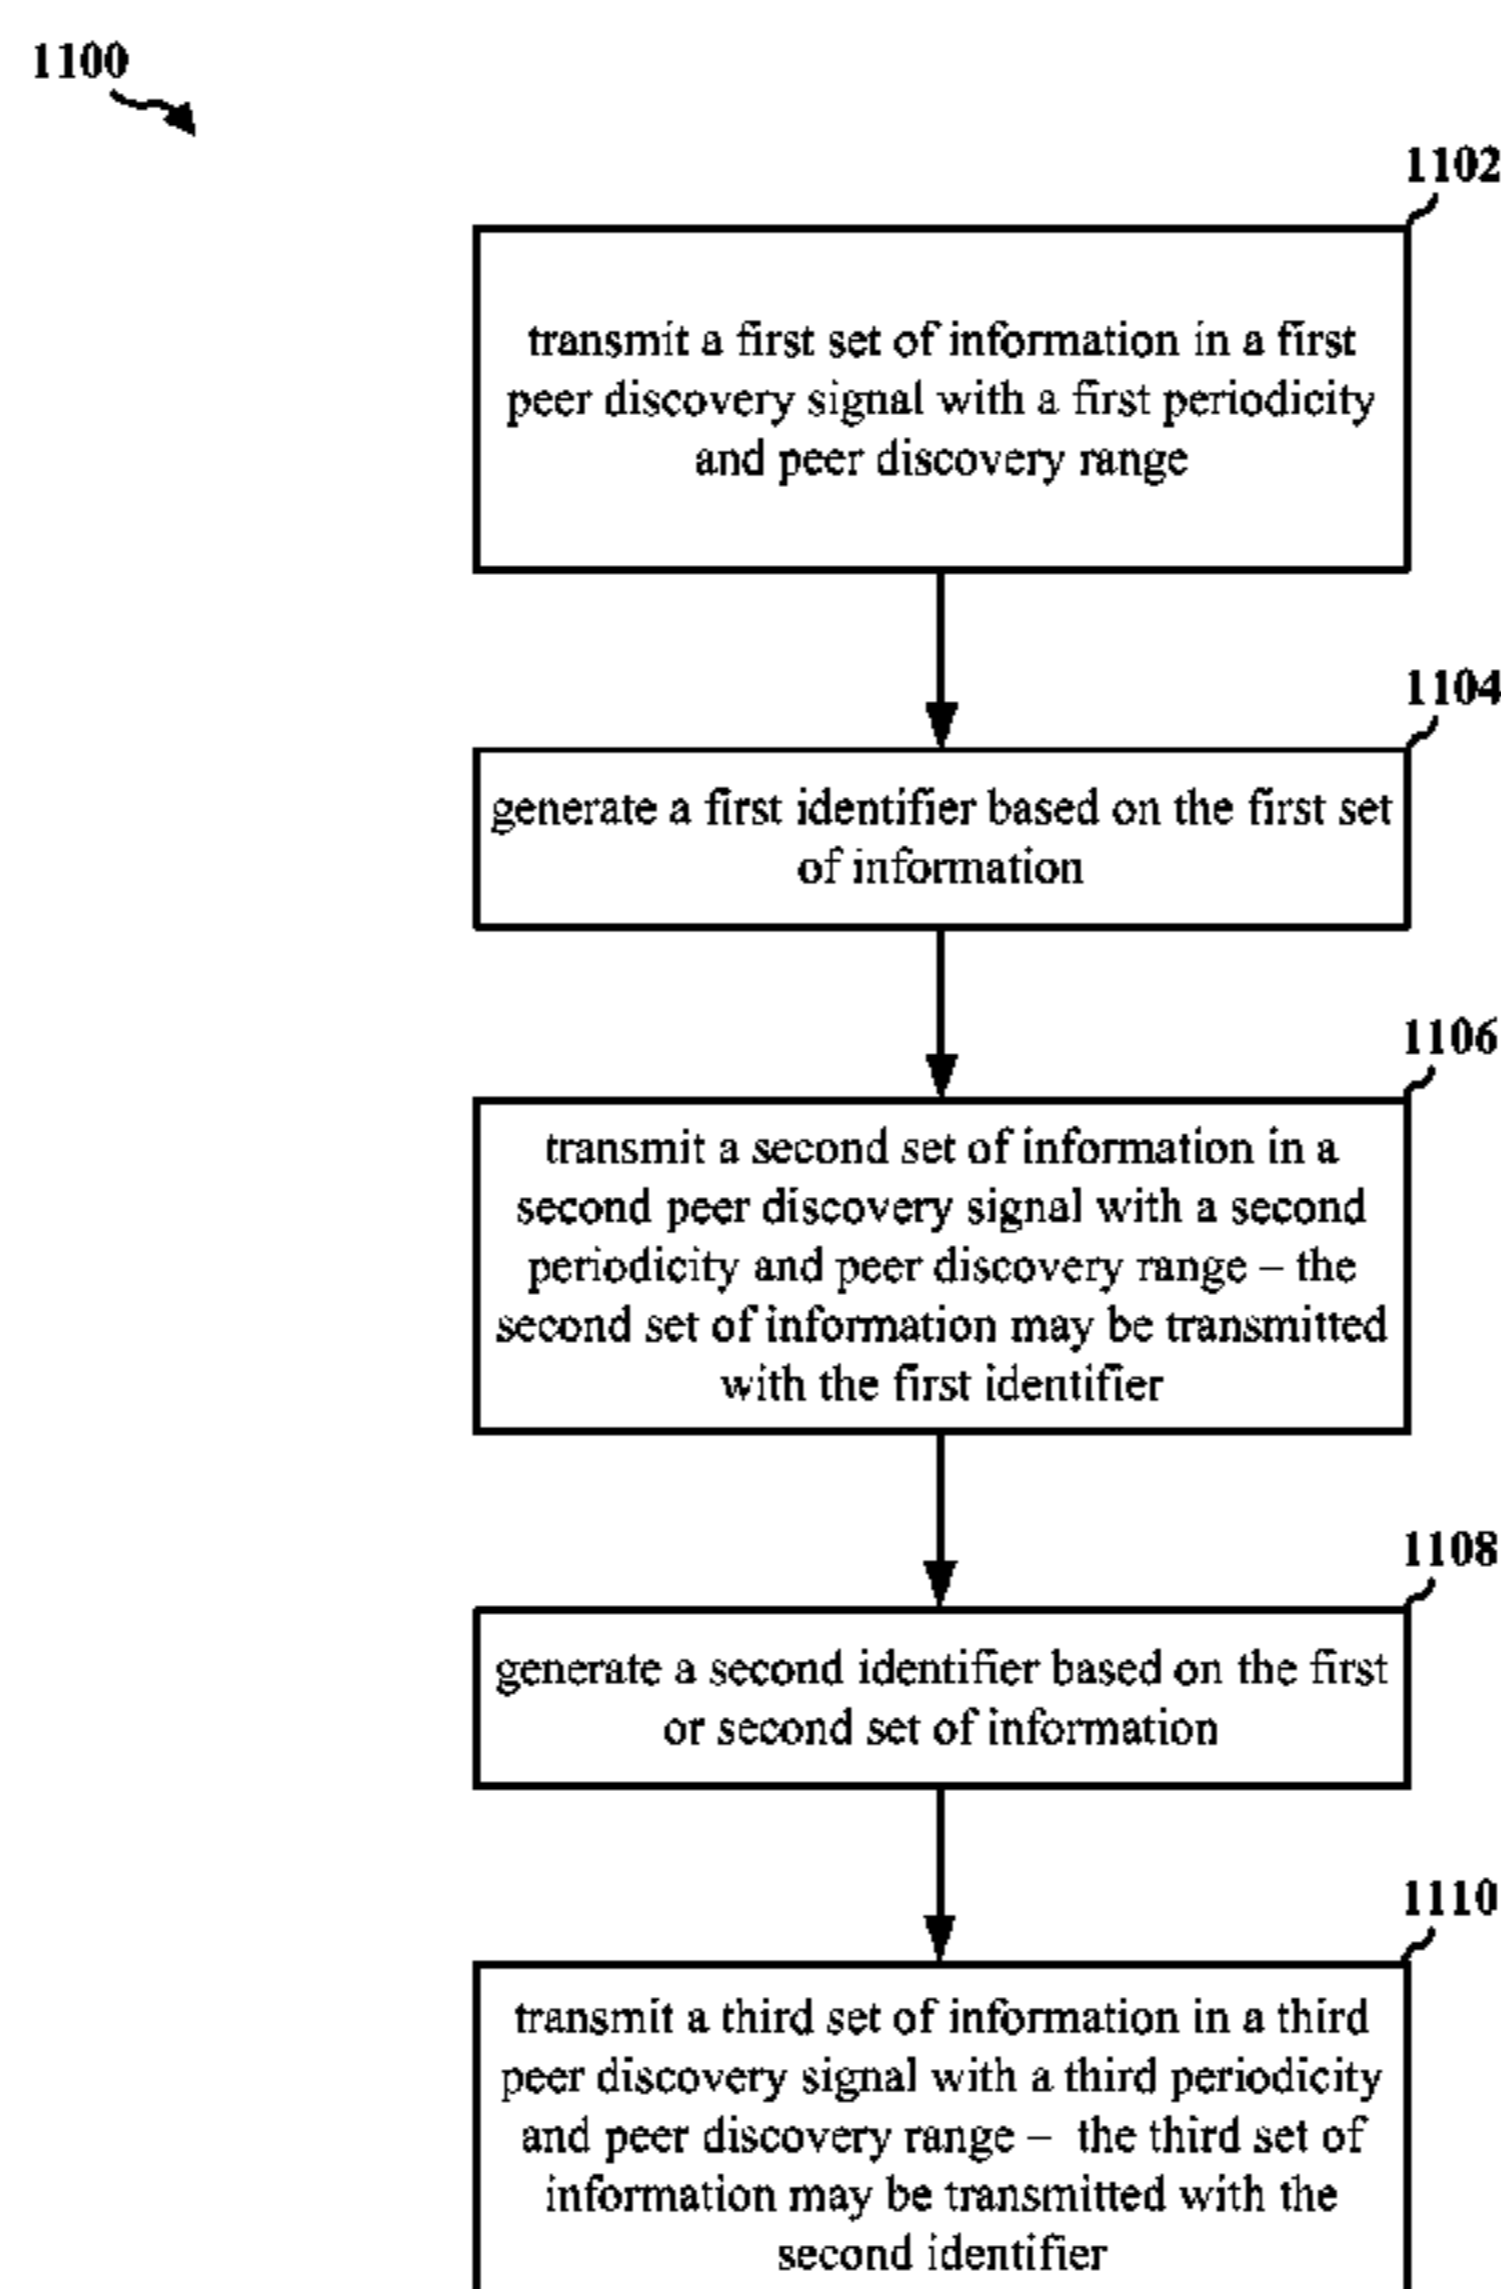 1100
1102
transmit a first set of information in a first
peer discovery signal with a first periodicity
and peer discovery range
1104
generate a first identifier based on the first set
of information
1106
transmit a second set of information in a
second peer discovery signal with a second
periodicity and peer discovery range – the
second set of information may be transmitted
with the first identifier
1108
generate a second identifier based on the first
or second set of information
1110
transmit a third set of information in a third
peer discovery signal with a third periodicity
and peer discovery range – the third set of
information may be transmitted with the
second identifier